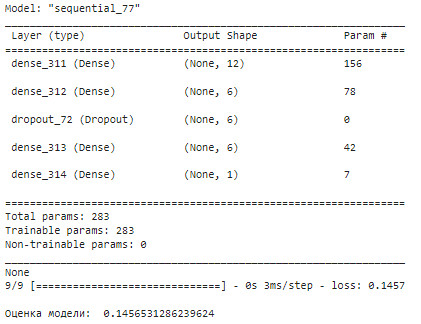 Model: "sequential_77"
_________________________________________________________________
Layer (type) Output Shape Param #
=================================================================
dense_311 (Dense) (None, 12) 156
dense_312 (Dense) (None, 6) 78
dropout_72 (Dropout) (None, 6) 0
dense_313 (Dense) (None, 6) 42
dense_314 (Dense) (None, 1) 7
=================================================================
Total params: 283
Trainable params: 283
Non-trainable params: 0
_________________________________________________________________
None
9/9 [==============================] - 0s 3ms/step - loss: 0.1457
Оценка модели: 0.1456531286239624